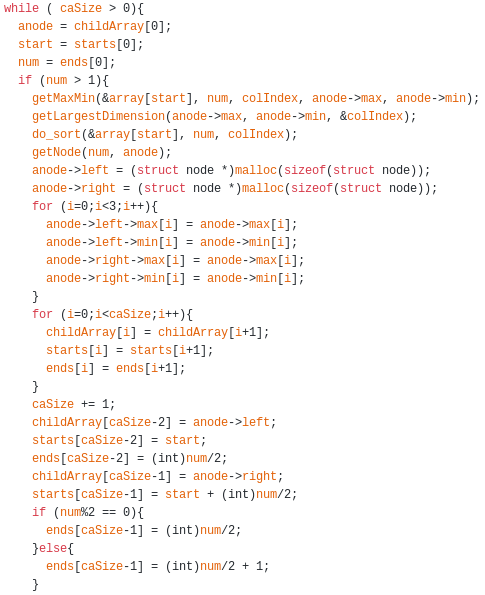 while ( caSize > 0){
  anode = childArray[0];
  start = starts[0];
  num = ends[0];
  if (num > 1){
    getMaxMin(&array[start], num, colIndex, anode->max, anode->min);
    getLargestDimension(anode->max, anode->min, &colIndex);
    do_sort(&array[start], num, colIndex);
    getNode(num, anode);
    anode->left = (struct node *)malloc(sizeof(struct node));
    anode->right = (struct node *)malloc(sizeof(struct node));
    for (i=0;i<3;i++){
      anode->left->max[i] = anode->max[i];
      anode->left->min[i] = anode->min[i];
      anode->right->max[i] = anode->max[i];
      anode->right->min[i] = anode->min[i];
    }
    for (i=0;i<caSize;i++){
      childArray[i] = childArray[i+1];
      starts[i] = starts[i+1];
      ends[i] = ends[i+1];
    }
    caSize += 1;
    childArray[caSize-2] = anode->left;
    starts[caSize-2] = start;
    ends[caSize-2] = (int)num/2;
    childArray[caSize-1] = anode->right;
    starts[caSize-1] = start + (int)num/2;
    if (num%2 == 0){
      ends[caSize-1] = (int)num/2;
    }else{
      ends[caSize-1] = (int)num/2 + 1;
    }